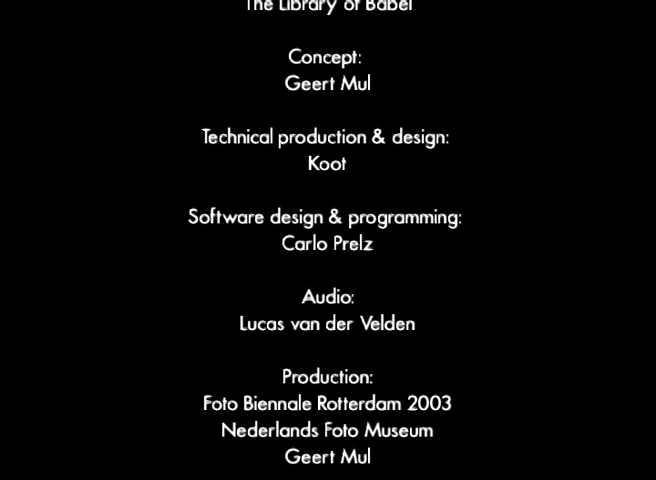 The Library of Babel
Concept:
Geert Mul
Technical production & design:
Koot
Software design & programming:
Carlo Prelz
Audio:
Lucas van der Velden
Production:
Foto Biennale Rotterdam 2003
Nederlands Foto Museum
Geert Mul